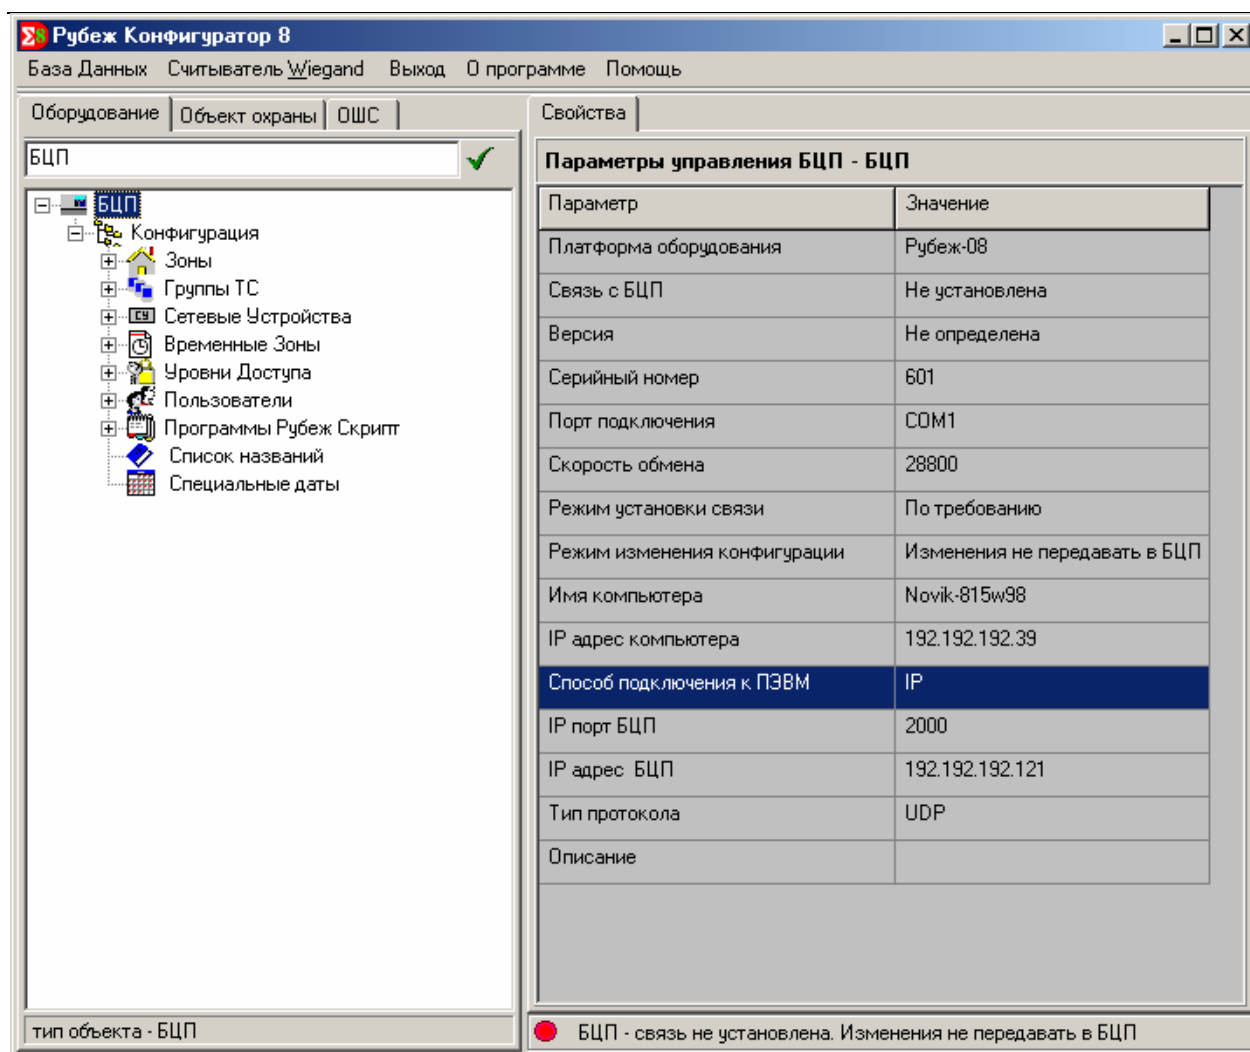 Рубеж Конфигуратор 8
База Данных Считыватель Wiegand Выход О программе Помощь
Оборудование Объект охраны ОШС
БЦП
БЦП
Конфигурация
Зоны
Группы ТС
СУ Сетевые Устройства
Временные Зоны
Уровни Доступа
Пользователи
Программы Рубеж Скрипт
Список названий
Специальные даты
тип объекта - БЦП
Свойства
Параметры управления БЦП - БЦП
Параметр Значение
Платформа оборудования Рубеж-08
Связь с БЦП Не установлена
Версия Не определена
Серийный номер 601
Порт подключения COM1
Скорость обмена 28800
Режим установки связи По требованию
Режим изменения конфигурации Изменения не передавать в БЦП
Имя компьютера Novik-815w98
IP адрес компьютера 192.192.192.39
Способ подключения к ПЭВМ IP
IP порт БЦП 2000
IP адрес БЦП 192.192.192.121
Тип протокола UDP
Описание
БЦП - связь не установлена. Изменения не передавать в БЦП